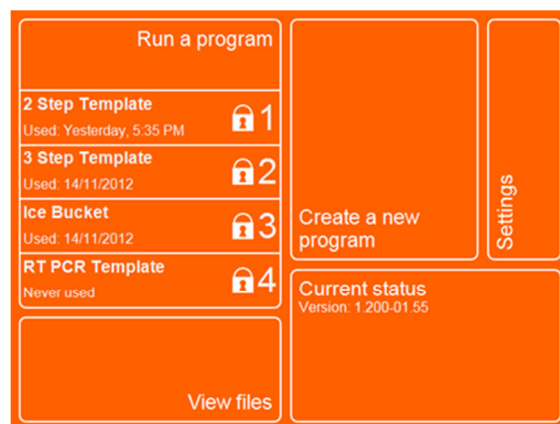 Run a program
2 Step Template
Used: Yesterday, 5:35 PM
1
3 Step Template
Used: 14/11/2012
2
Ice Bucket
Used: 14/11/2012
3
RT PCR Template
Never used
4
View files
Create a new
program
Settings
Current status
Version: 1.200-01.55